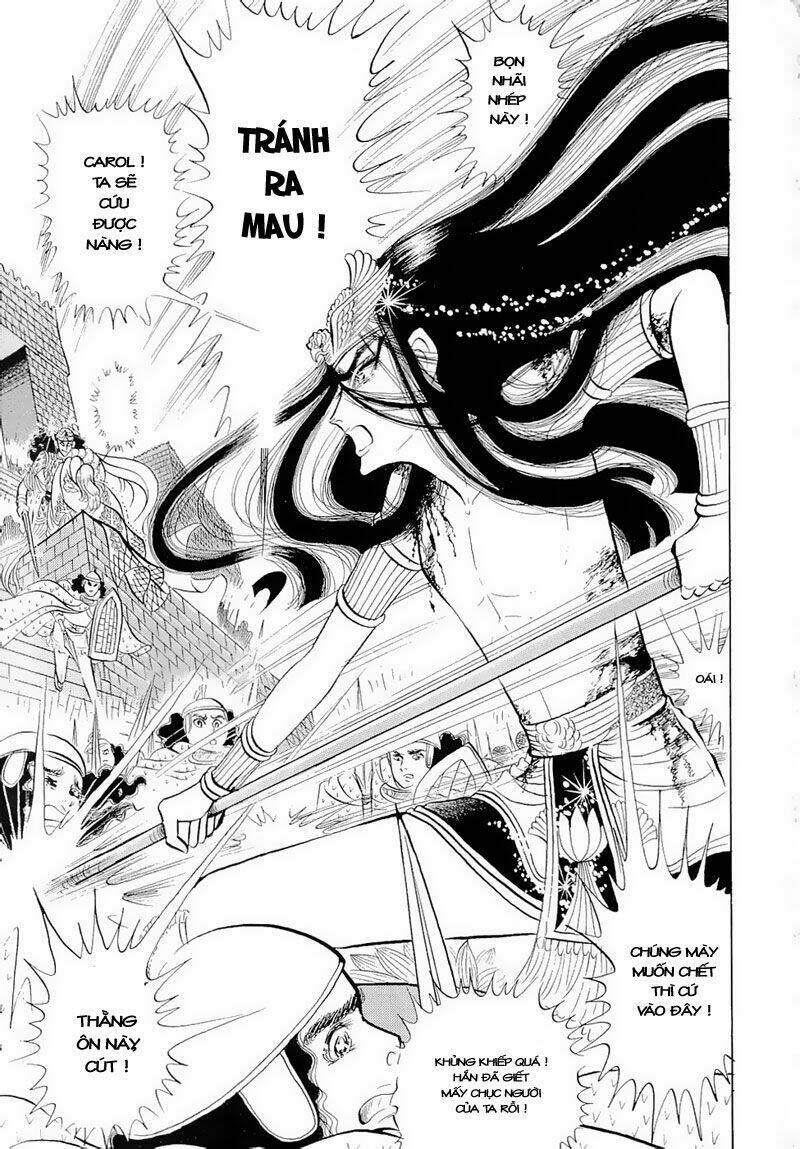 BỌN
NHÃI
NHÉP
NÀY !
TRÁNH
RA
MAU !
CAROL !
TA SẼ
CỨU
ĐƯỢC
NÀNG !
OÁI !
CHÚNG MÀY
MUỐN CHẾT
THÌ CỨ
VÀO ĐÂY !
KHỦNG KHIẾP QUÁ !
HẮN ĐÃ GIẾT
MẤY CHỤC NGƯỜI
CỦA TA RỒI !
THẰNG
ÔN NÀY,
CÚT !